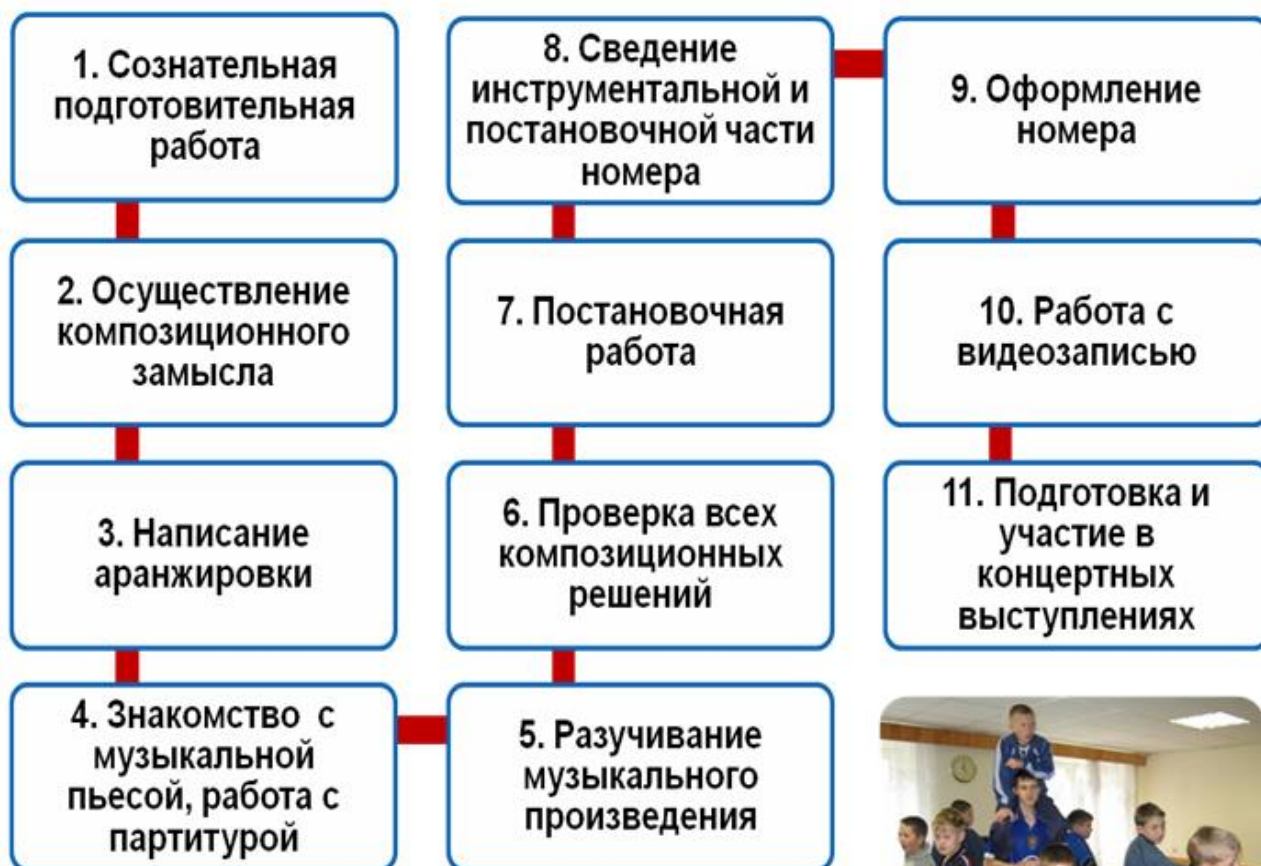 1. Сознательная
подготовительная
работа
2. Осуществление
композиционного
замысла
3. Написание
аранжировки
4. Знакомство с
музыкальной
пьесой, работа с
партитурой
5. Разучивание
музыкального
произведения
6. Проверка всех
композиционных
решений
7. Постановочная
работа
8. Сведение
инструментальной и
постановочной части
номера
9. Оформление
номера
10. Работа с
видеозаписью
11. Подготовка и
участие в
концертных
выступлениях